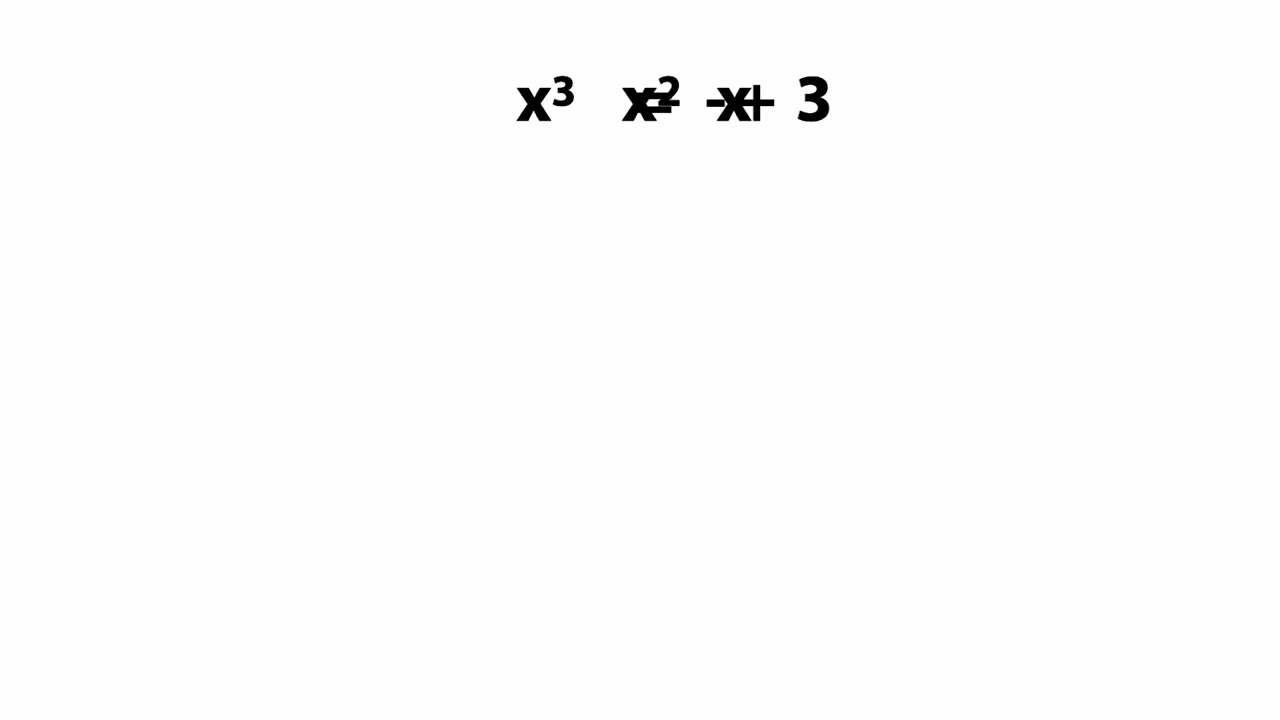 x³ x² - x + 3